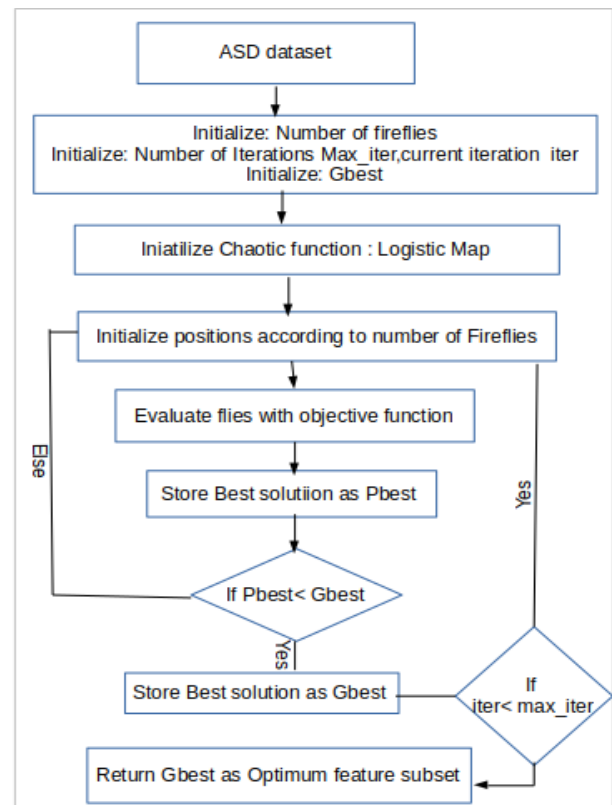 ASD dataset
Initialize: Number of fireflies
Initialize: Number of Iterations Max_iter,current iteration iter
Initialize: Gbest
Iniatilize Chaotic function : Logistic Map
Initialize positions according to number of Fireflies
Evaluate flies with objective function
Else
Yes
Store Best solutiion as Pbest
If Pbest< Gbest
Yes
Store Best solution as Gbest
If
iter< max_iter
Return Gbest as Optimum feature subset